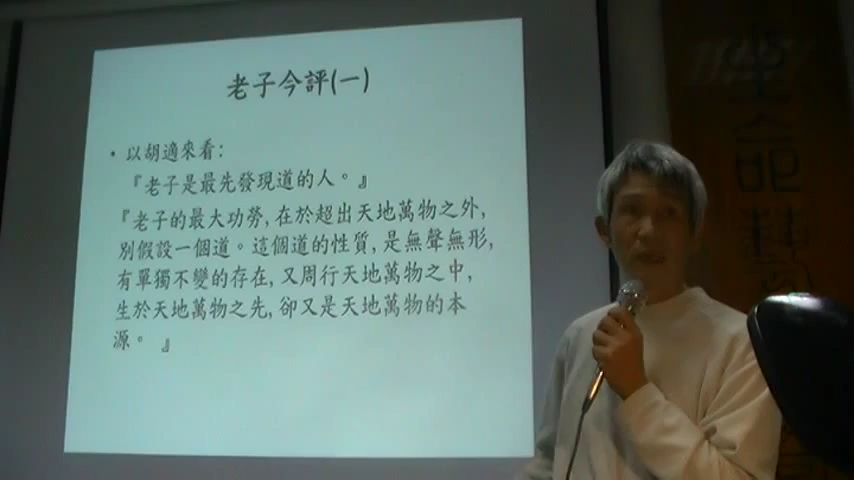 老子今評(一)
• 以胡適來看:
『老子是最先發現道的人。』
『老子的最大功勞,在於超出天地萬物之外,
別假設一個道。這個道的性質,是無聲無形,
有單獨不變的存在,又周行天地萬物之中,
生於天地萬物之先,卻又是天地萬物的本
源。 』